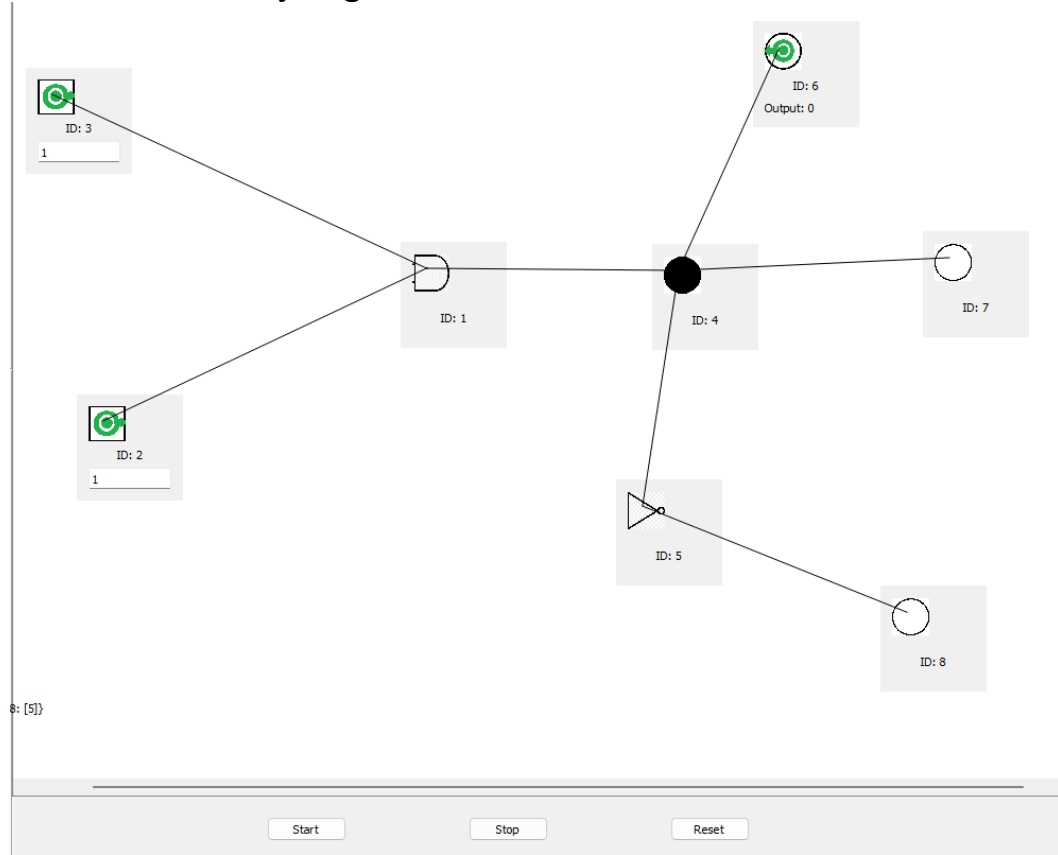 ID: 6
Output: 0
ID: 3
1
ID: 7
ID: 1
ID: 4
ID: 2
1
ID: 5
ID: 8
8: [5]}
Start
Stop
Reset